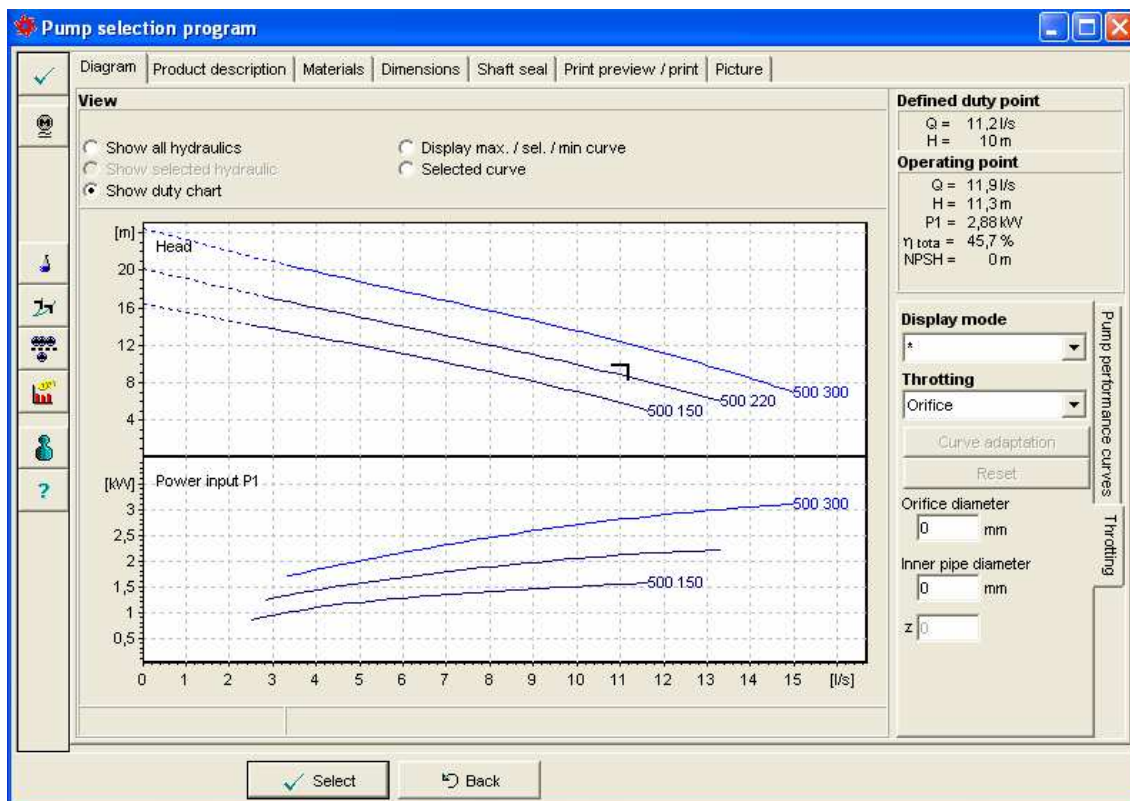 Pump selection program
Diagram
Product description
Materials
Dimensions
Shaft seal
Print preview / print
Picture
View
Show all hydraulics
Display max. / sel. / min curve
Show selected hydraulic
Selected curve
Show duty chart
[m]
Head
20
16
12
8
4
500 150
500 220
500 300
[kW]
Power input P1
3
2,5
2
1,5
1
0,5
500 300
500 150
0 1 2 3 4 5 6 7 8 9 10 11 12 13 14 15 [l/s]
Defined duty point
Q = 11,2 l/s
H = 10 m
Operating point
Q = 11,9 l/s
H = 11,3 m
P1 = 2,88 kW
η tota = 45,7 %
NPSH = 0 m
Display mode
*
Throtting
Orifice
Curve adaptation
Reset
Orifice diameter
0 mm
Inner pipe diameter
0 mm
z 0
Pump performance curves
Throtting
?
Select
Back